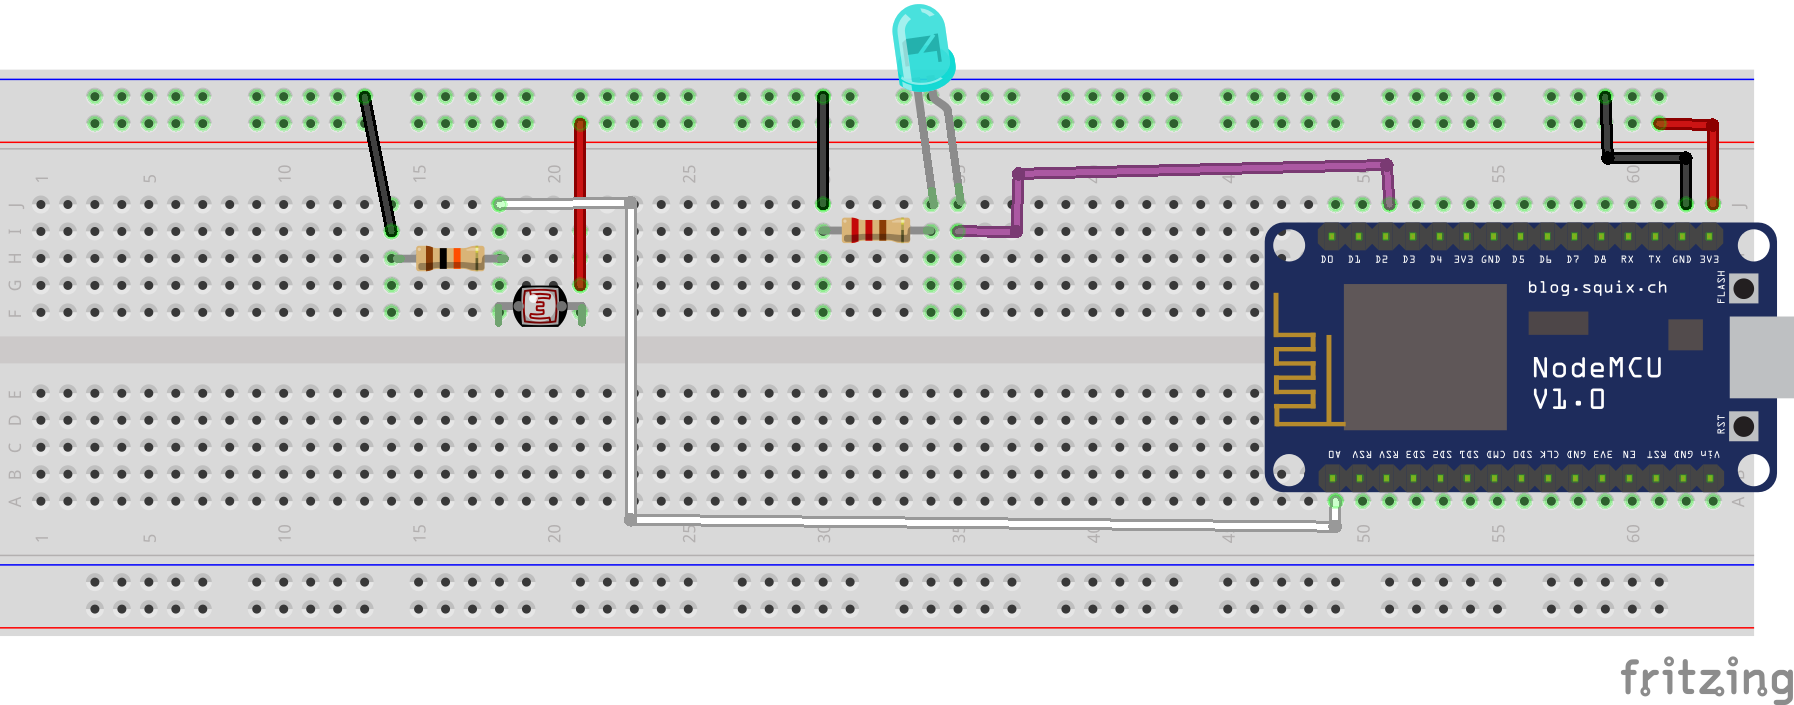 1 5 10 15 20 25 30 35 40 4 50 55 60
J J
I
H
G
F
D0 D1 D2 D3 D4 3V3 GND D5 D6 D7 D8 RX TX GND 3V3
FLASH
blog.squix.ch
NodeMCU
V1.0
E
D
C
B
A A
RST
A0 RSV RSV SD3 SD2 SD1 CMD SD0 CLK GND 3V3 EN RST GND Vin
1 5 10 15 20 25 30 35 40 4 50 55 60
fritzing